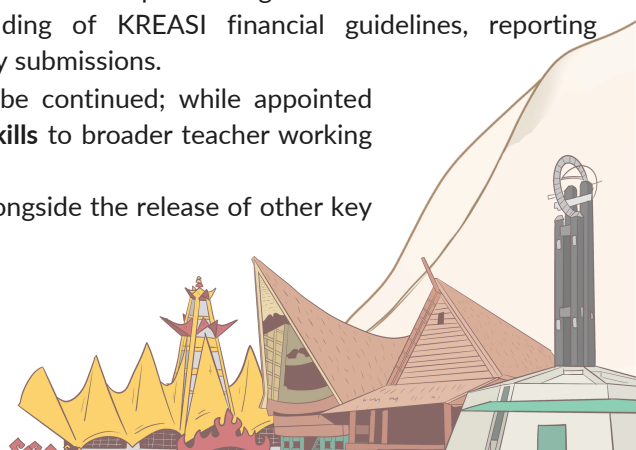 ding of KREASI financial guidelines, reporting
y submissions.
be continued; while appointed
kills to broader teacher working
ongside the release of other key